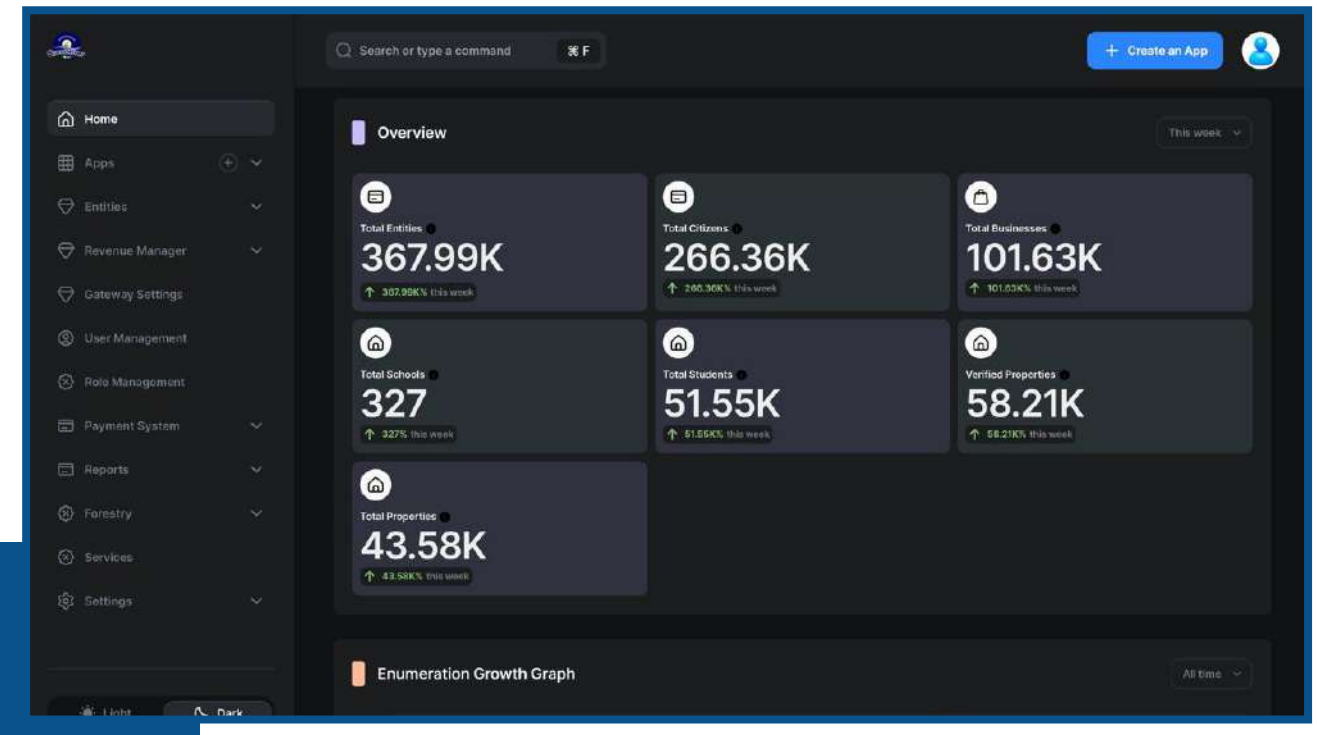 Search or type a command
⌘ F
+ Create an App
Home
Apps
Entities
Revenue Manager
Gateway Settings
User Management
Role Management
Payment System
Reports
Forestry
Services
Settings
Light
Dark
Overview
This week
Total Entities
367.99K
367.99K% this week
Total Citizens
266.36K
266.36K% this week
Total Businesses
101.63K
101.63K% this week
Total Schools
327
327% this week
Total Students
51.55K
51.55K% this week
Verified Properties
58.21K
58.21K% this week
Total Properties
43.58K
43.58K% this week
Enumeration Growth Graph
All time